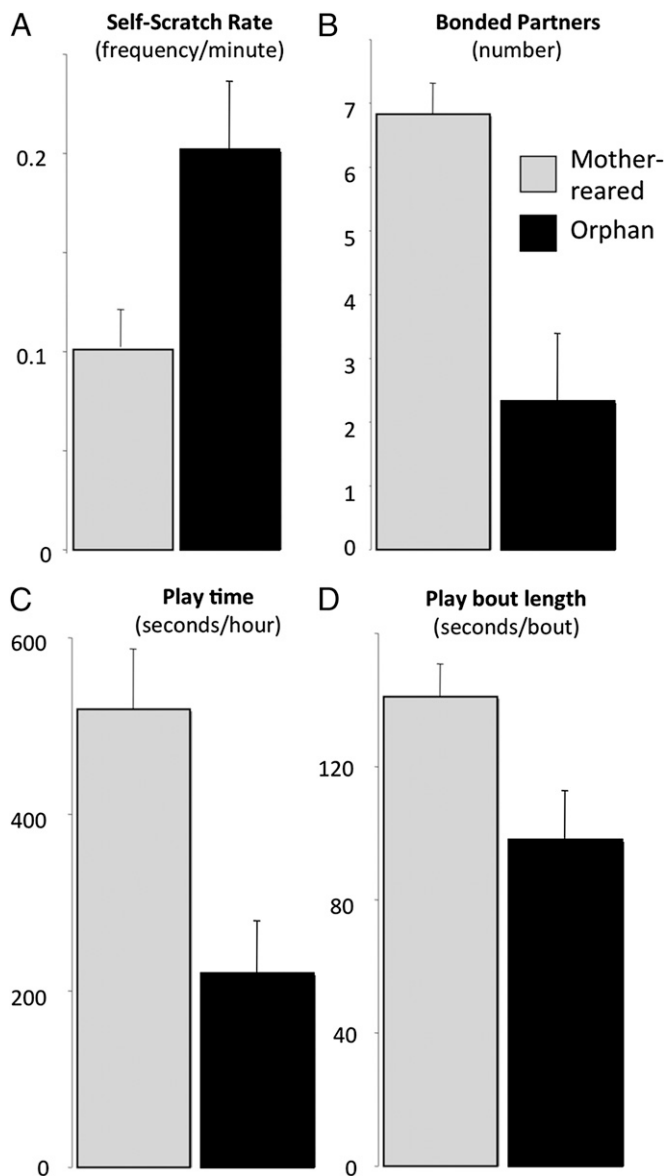 A
Self-Scratch Rate
(frequency/minute)
0.2
0.1
0
B
Bonded Partners
(number)
7
6
5
4
3
2
1
0
Mother-
reared
Orphan
C
Play time
(seconds/hour)
600
400
200
0
D
Play bout length
(seconds/bout)
120
80
40
0